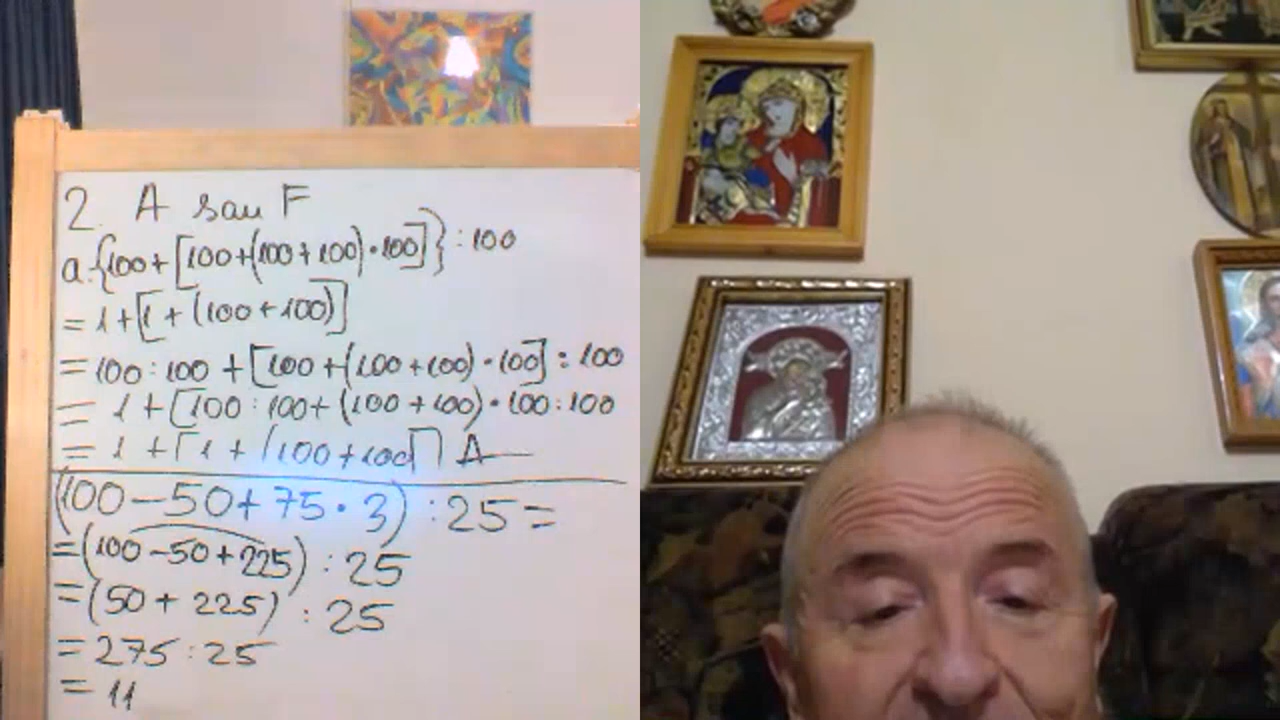 2. A sau F
a. {100+[100+(100+100)•100]}:100
= 1+[1+(100+100)]
= 100:100 + [100+(100+100)•100]:100
= 1+[100:100+(100+100)•100:100
= 1+[1+(100+100)] A
(100-50+75•3):25=
=(100-50+225):25
=(50+225):25
= 275:25
= 11